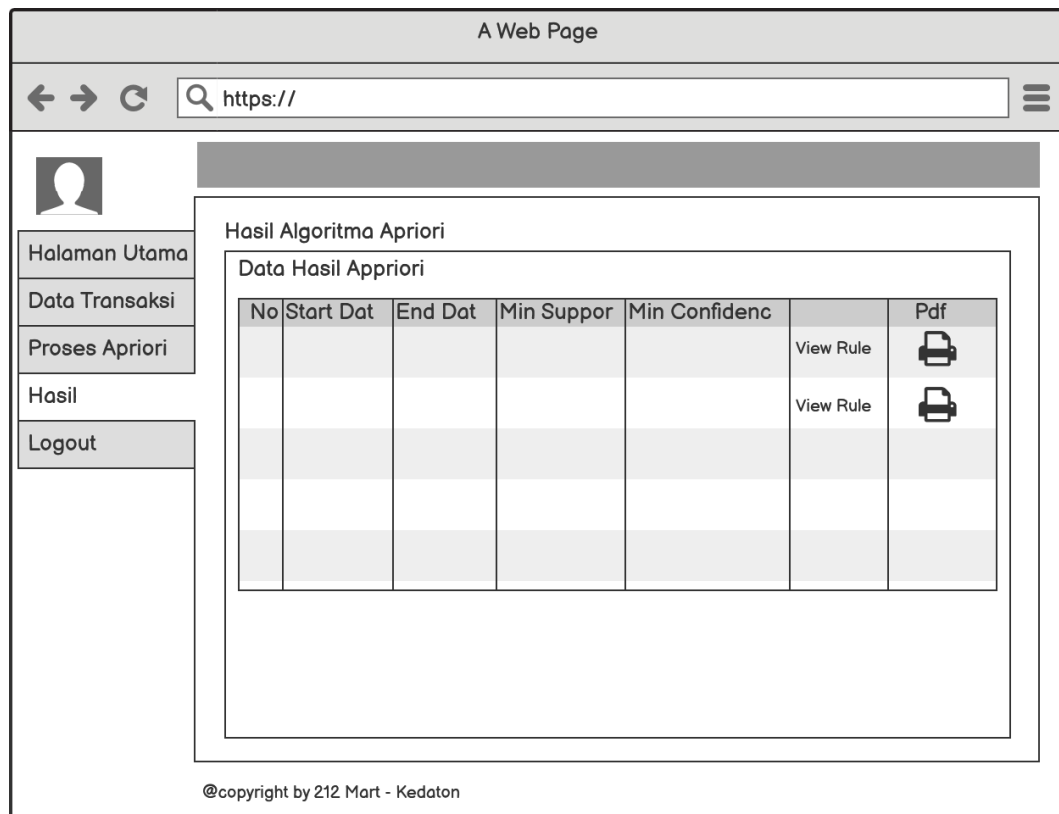 A Web Page
https://
Halaman Utama
Data Transaksi
Proses Apriori
Hasil
Logout
Hasil Algoritma Apriori
Data Hasil Appriori
No Start Dat End Dat Min Suppor Min Confidenc Pdf
View Rule
View Rule
@copyright by 212 Mart - Kedaton